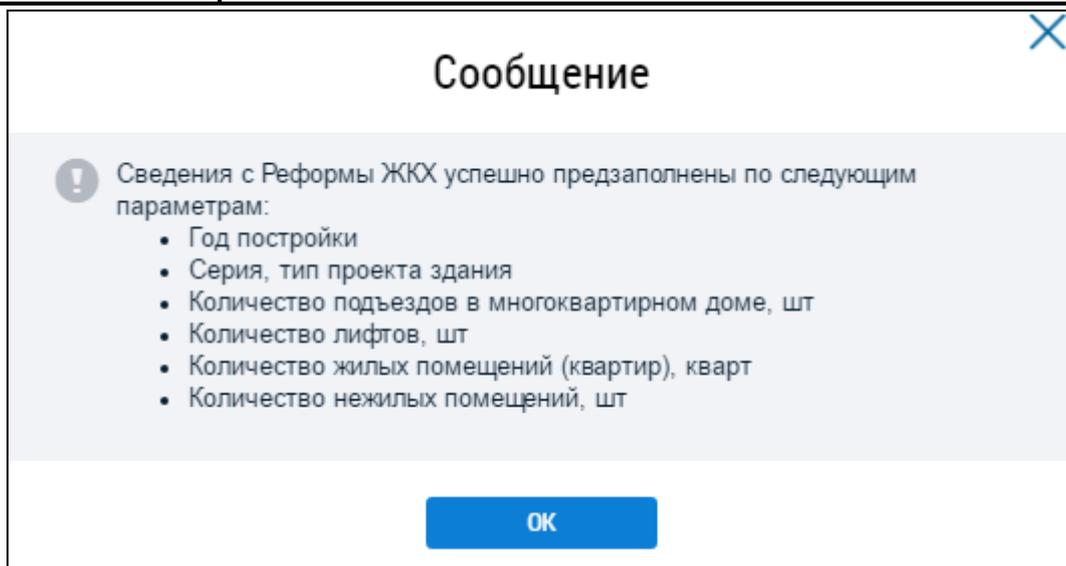 Сообщение
Сведения с Реформы ЖКХ успешно предзаполнены по следующим
параметрам:
• Год постройки
• Серия, тип проекта здания
• Количество подъездов в многоквартирном доме, шт
• Количество лифтов, шт
• Количество жилых помещений (квартир), кварт
• Количество нежилых помещений, шт
ОК